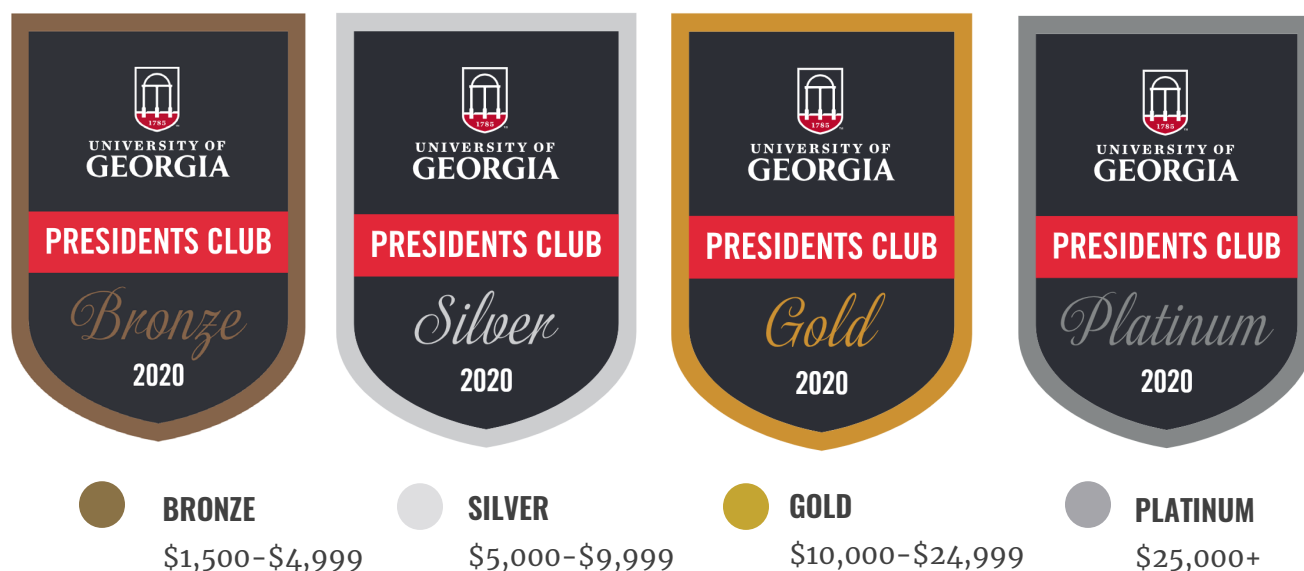 1785
UNIVERSITY OF
GEORGIA
PRESIDENTS CLUB
Bronze
2020
1785
UNIVERSITY OF
GEORGIA
PRESIDENTS CLUB
Silver
2020
1785
UNIVERSITY OF
GEORGIA
PRESIDENTS CLUB
Gold
2020
1785
UNIVERSITY OF
GEORGIA
PRESIDENTS CLUB
Platinum
2020
BRONZE
$1,500-$4,999
SILVER
$5,000-$9,999
GOLD
$10,000-$24,999
PLATINUM
$25,000+